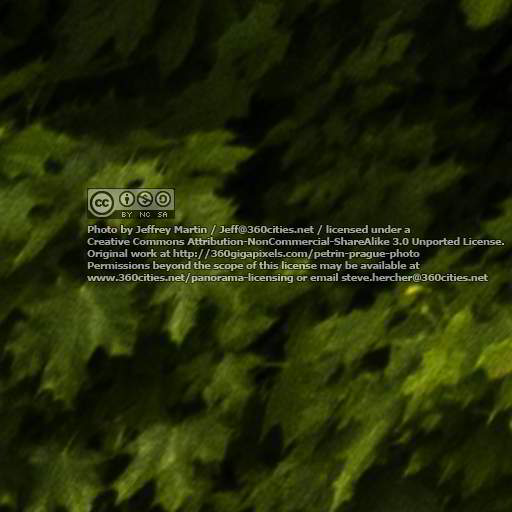 cc
BY NC SA
Photo by Jeffrey Martin / Jeff@360cities.net / licensed under a
Creative Commons Attribution-NonCommercial-ShareAlike 3.0 Unported License.
Original work at http://360gigapixels.com/petrin-prague-photo
Permissions beyond the scope of this license may be available at
www.360cities.net/panorama-licensing or email steve.hercher@360cities.net